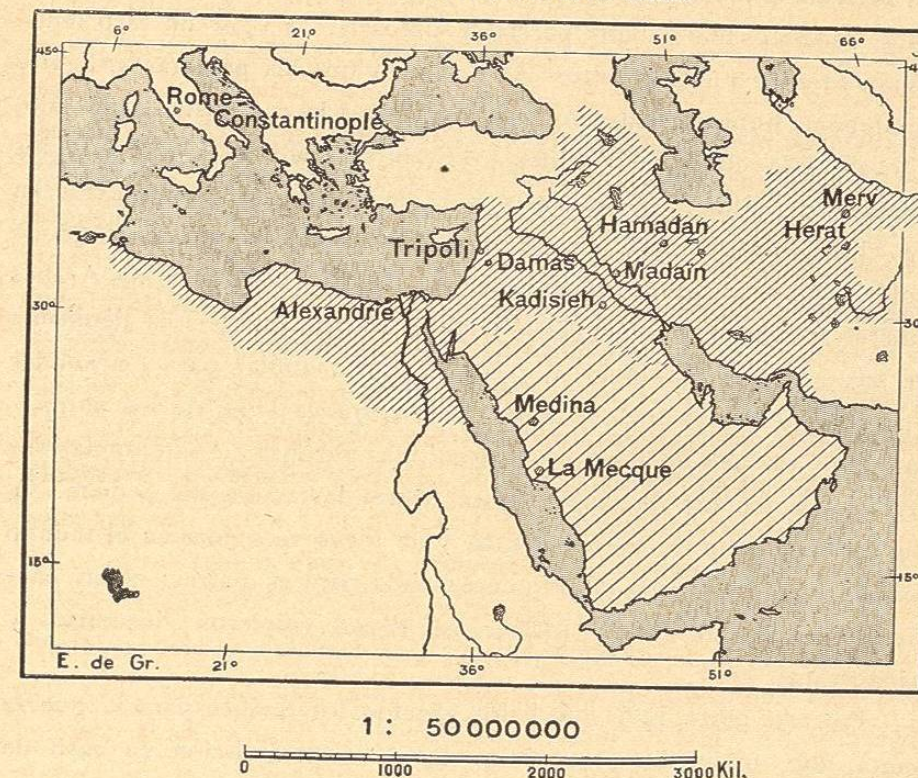 6° 21° 36° 51° 66°
45°
Rome
Constantinople
Merv
Hamadan
Herat
Tripoli
Damas
Madaïn
Kadisieh
30° 30
Alexandrie
Medina
La Mecque
15° 15°
E. de Gr.
21° 36° 51°
1 : 50000000
0 1000 2000 3000 Kil.